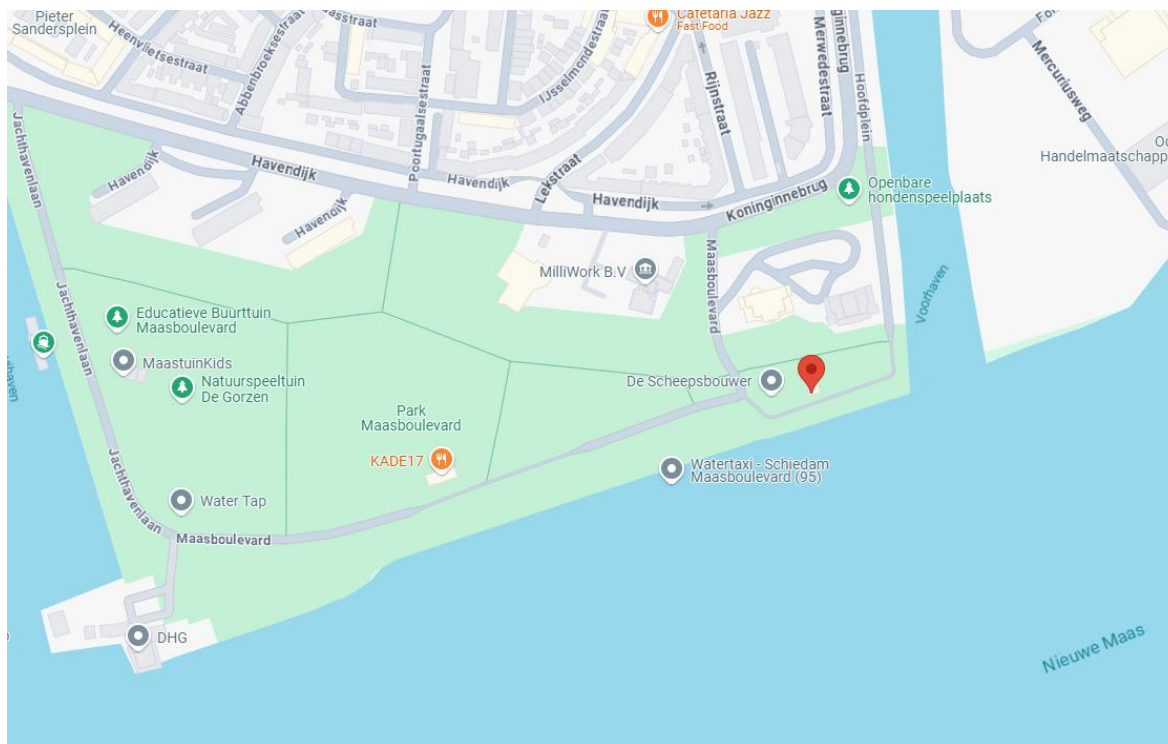 Pieter
Sandersplein
Heenvlietsestraat
Abbenbroeksestraat
Poortugaalsestraat
IJsselmondestraat
Cafetaria Jazz
Fast Food
Rijnstraat
Merwedestraat
Hoofdplein
Mercuriusweg
Handelmaatschapp
Jachthavenlaan
Havendijk
Havendijk
Havendijk
Havendijk
Havendijk
Lekstraat
Koninginnebrug
Openbare
hondenspeelplaats
Maasboulevard
MilliWork B.V
Voorhaven
Jachthavenlaan
Educatieve Buurttuin
Maasboulevard
MaastuinKids
Natuurspeeltuin
De Gorzen
De Scheepsbouwer
Park
Maasboulevard
KADE17
Watertaxi - Schiedam
Maasboulevard (95)
Jachthavenlaan
Water Tap
Maasboulevard
DHG
Nieuwe Maas